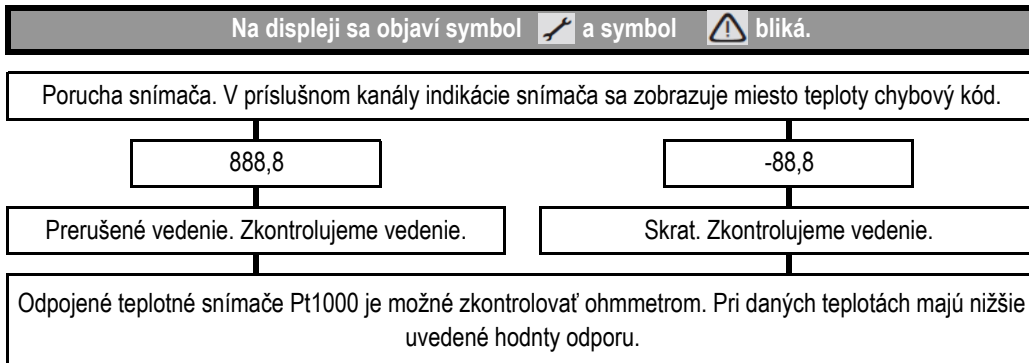 Na displeji sa objaví symbol a symbol bliká.
Porucha snímača. V príslušnom kanály indikácie snímača sa zobrazuje miesto teploty chybový kód.
888,8
-88,8
Prerušené vedenie. Zkontrolujeme vedenie.
Skrat. Zkontrolujeme vedenie.
Odpojené teplotné snímače Pt1000 je možné zkontrolovať ohmmetrom. Pri daných teplotách majú nižšie
uvedené hodnty odporu.